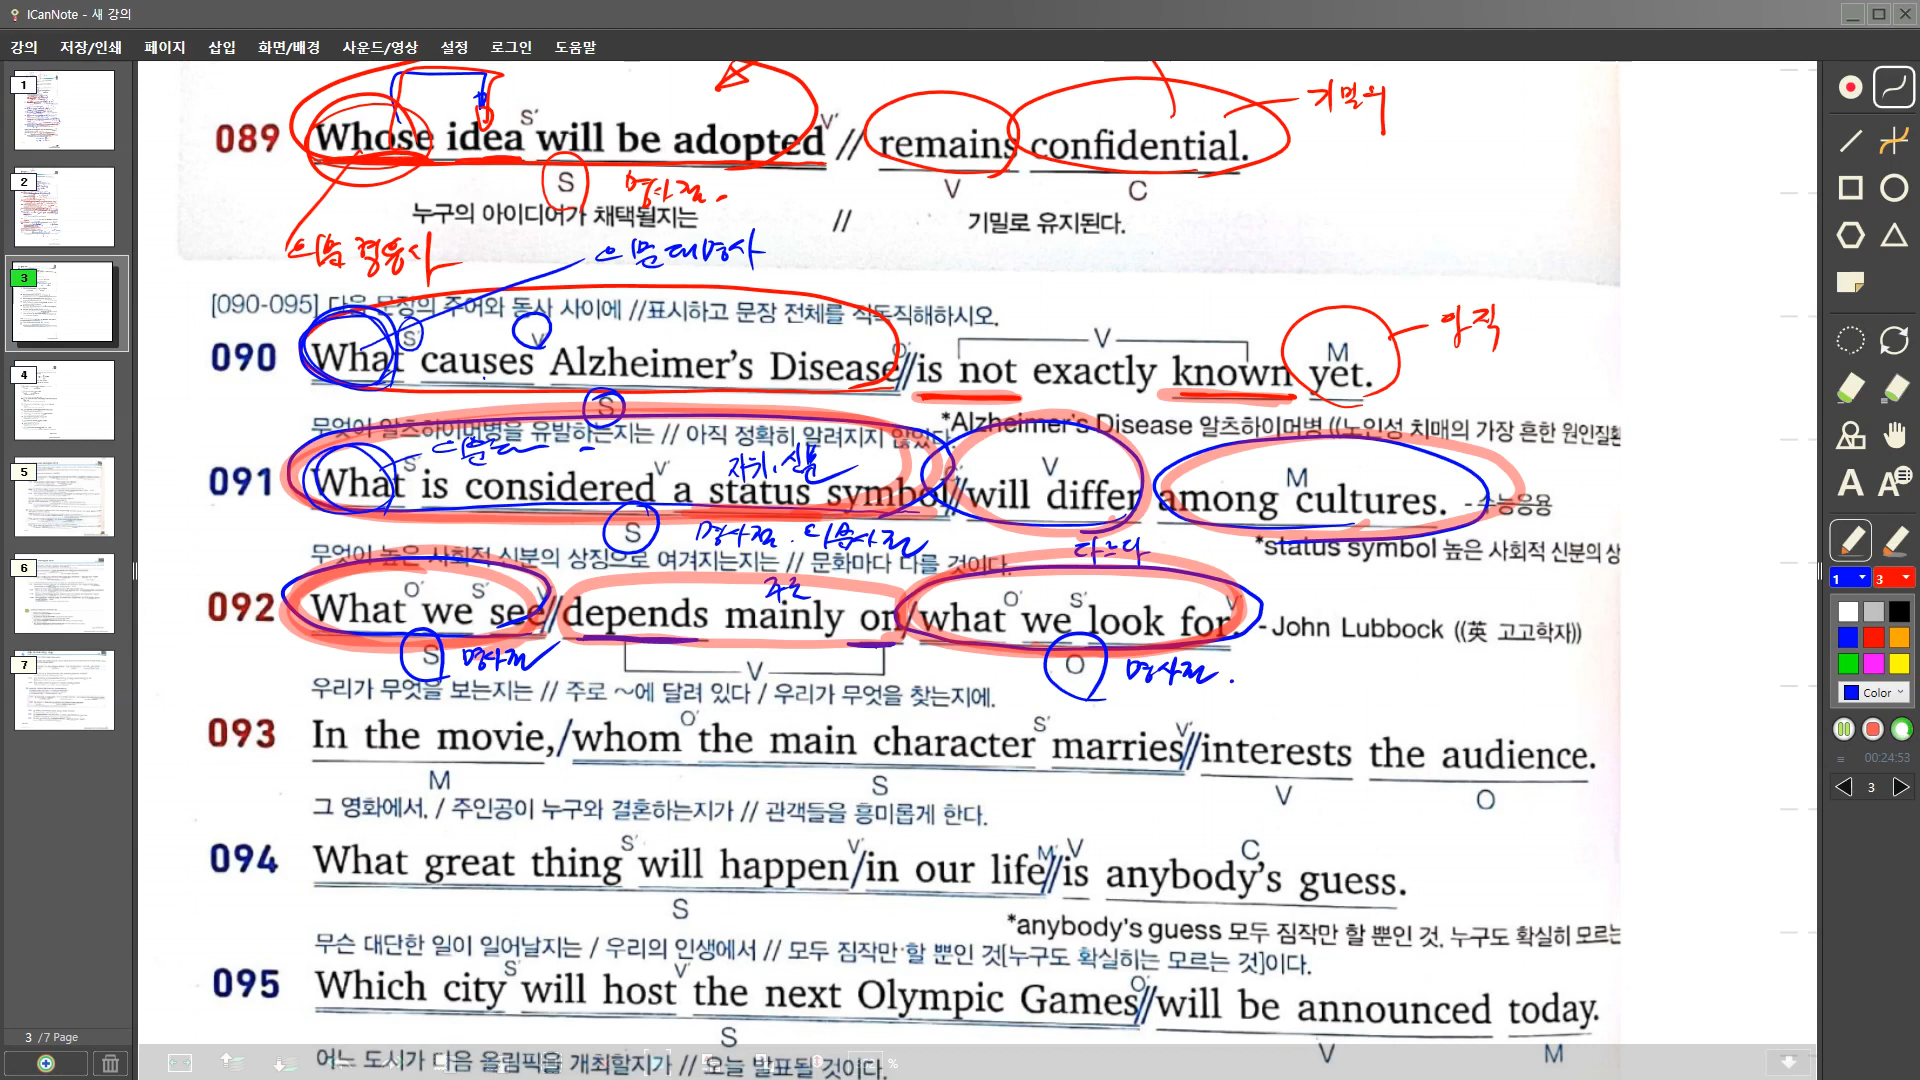 ICanNote - 새 강의
강의 저장/인쇄 페이지 삽입 화면/배경 사운드/영상 설정 로그인 도움말
089 Whose idea will be adopted // remains confidential.
S′ V′
S V C
기밀의
명사절.
누구의 아이디어가 채택될지는 // 기밀로 유지된다.
의문 형용사
의문대명사
[090-095] 다음 문장의 주어와 동사 사이에 //표시하고 문장 전체를 직독직해하시오.
아직
S′ V O′ V M
090 What causes Alzheimer's Disease//is not exactly known yet.
S
*Alzheimer's Disease 알츠하이머병 ((노인성 치매의 가장 흔한 원인질환
무엇이 알츠하이머병을 유발하는지는 // 아직 정확히 알려지지 않았다.
S′ V′ V M
091 What is considered a status symbol//will differ among cultures. - 수능응용
S 명사절. 의문사절 다르다
*status symbol 높은 사회적 신분의 상
무엇이 높은 사회적 신분의 상징으로 여겨지는지는 // 문화마다 다를 것이다.
O′ S′ V 주로 O′ S′ V′
092 What we see//depends mainly on/what we look for. -John Lubbock ((英 고고학자))
S 명사절 V O 명사절.
우리가 무엇을 보는지는 // 주로 ~에 달려 있다 / 우리가 무엇을 찾는지에.
O′ S′ V′
093 In the movie,/whom the main character marries//interests the audience.
M S V O
그 영화에서, / 주인공이 누구와 결혼하는지가 // 관객들을 흥미롭게 한다.
S′ V′ M′ V C
094 What great thing will happen/in our life//is anybody's guess.
S
*anybody's guess 모두 짐작만 할 뿐인 것, 누구도 확실히 모르는
무슨 대단한 일이 일어날지는 / 우리의 인생에서 // 모두 짐작만 할 뿐인 것[누구도 확실히는 모르는 것]이다.
S′ V′ O′
095 Which city will host the next Olympic Games//will be announced today.
S V M
어느 도시가 다음 올림픽을 개최할지가 // 오늘 발표될 것이다.
1
2
3
4
5
6
7
3 /7 Page
A A
1 3
Color
00:24:53
3
%